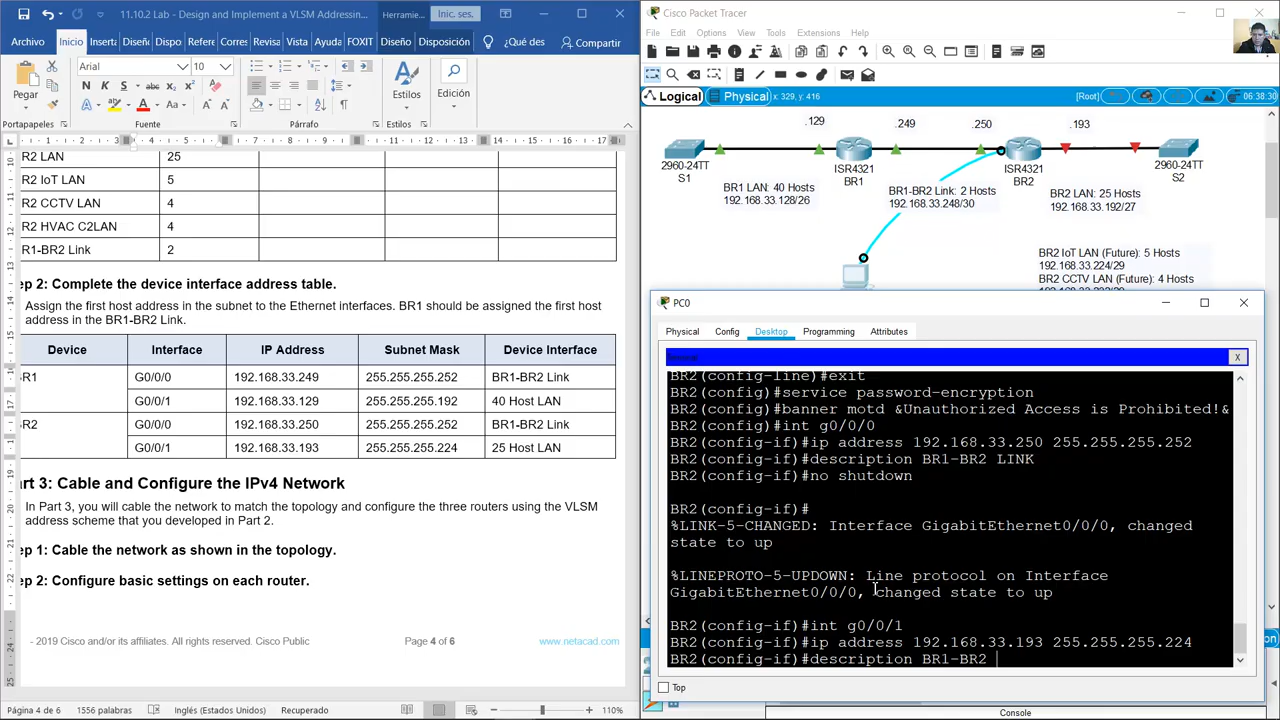 11.10.2 Lab - Design and Implement a VLSM Addressin...
Herramie...
Inic. ses.
Archivo
Inicio
Insertar
Diseño
Dispos
Refer
Corres
Revisa
Vista
Ayuda
FOXIT
Diseño
Disposición
¿Qué des
Compartir
Pegar
Arial
10
Estilos
Edición
Portapapeles
Fuente
Párrafo
Estilos
R2 LAN 25
R2 IoT LAN 5
R2 CCTV LAN 4
R2 HVAC C2LAN 4
R1-BR2 Link 2
ep 2: Complete the device interface address table.
Assign the first host address in the subnet to the Ethernet interfaces. BR1 should be assigned the first host
address in the BR1-BR2 Link.
Device Interface IP Address Subnet Mask Device Interface
R1 G0/0/0 192.168.33.249 255.255.255.252 BR1-BR2 Link
G0/0/1 192.168.33.129 255.255.255.192 40 Host LAN
R2 G0/0/0 192.168.33.250 255.255.255.252 BR1-BR2 Link
G0/0/1 192.168.33.193 255.255.255.224 25 Host LAN
rt 3: Cable and Configure the IPv4 Network
In Part 3, you will cable the network to match the topology and configure the three routers using the VLSM
address scheme that you developed in Part 2.
ep 1: Cable the network as shown in the topology.
ep 2: Configure basic settings on each router.
- 2019 Cisco and/or its affiliates. All rights reserved. Cisco Public
Page 4 of 6
www.netacad.com
Página 4 de 6
1556 palabras
Inglés (Estados Unidos)
Recuperado
110%
Cisco Packet Tracer
File Edit Options View Tools Extensions Help
Logical
Physical
x: 329, y: 416
[Root]
06:38:30
.129
.249
.250
.193
2960-24TT
S1
ISR4321
BR1
ISR4321
BR2
2960-24TT
S2
BR1 LAN: 40 Hosts
192.168.33.128/26
BR1-BR2 Link: 2 Hosts
192.168.33.248/30
BR2 LAN: 25 Hosts
192.168.33.192/27
BR2 IoT LAN (Future): 5 Hosts
192.168.33.224/29
BR2 CCTV LAN (Future): 4 Hosts
PC0
Physical
Config
Desktop
Programming
Attributes
X
BR2(config-line)#exit
BR2(config)#service password-encryption
BR2(config)#banner motd &Unauthorized Access is Prohibited!&
BR2(config)#int g0/0/0
BR2(config-if)#ip address 192.168.33.250 255.255.255.252
BR2(config-if)#description BR1-BR2 LINK
BR2(config-if)#no shutdown
BR2(config-if)#
%LINK-5-CHANGED: Interface GigabitEthernet0/0/0, changed
state to up
%LINEPROTO-5-UPDOWN: Line protocol on Interface
GigabitEthernet0/0/0, changed state to up
BR2(config-if)#int g0/0/1
BR2(config-if)#ip address 192.168.33.193 255.255.255.224
BR2(config-if)#description BR1-BR2
Top
Console